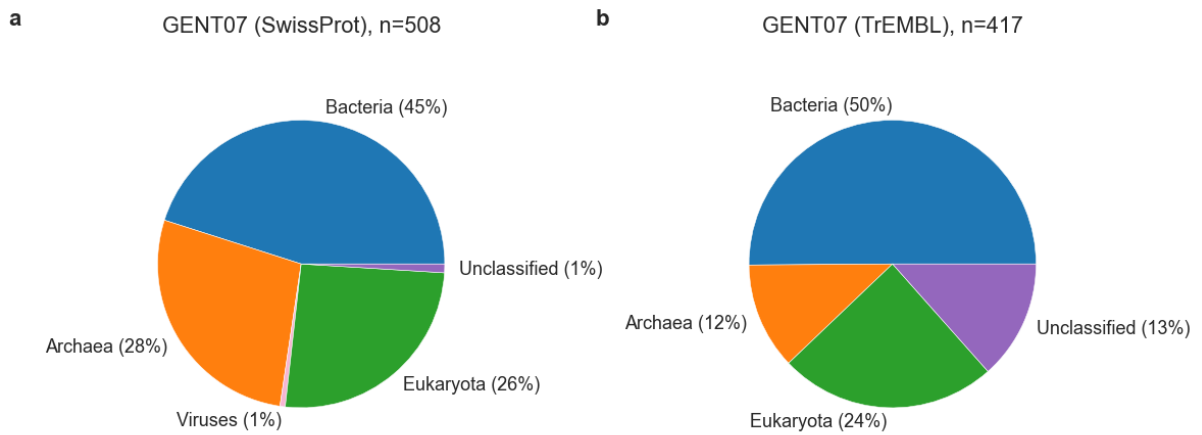 a
GENT07 (SwissProt), n=508
Bacteria (45%)
Unclassified (1%)
Archaea (28%)
Eukaryota (26%)
Viruses (1%)
b
GENT07 (TrEMBL), n=417
Bacteria (50%)
Archaea (12%)
Unclassified (13%)
Eukaryota (24%)